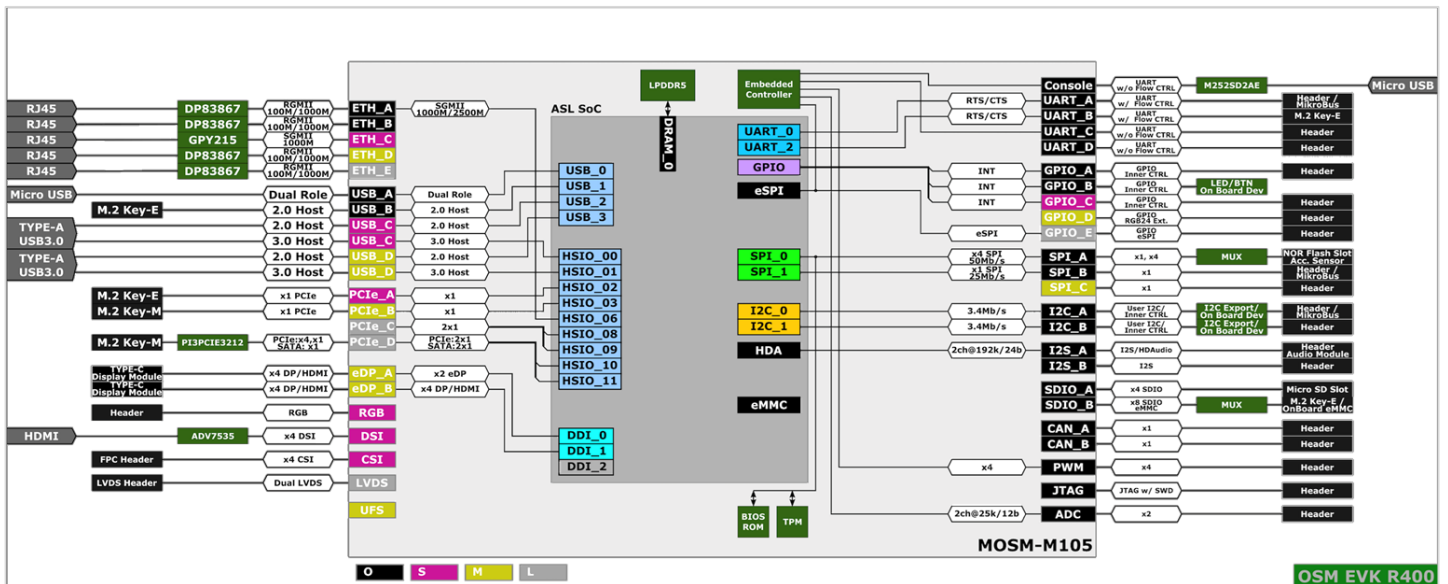 RJ45 DP83867 RGMII 100M/1000M ETH_A SGMII 1000M/2500M
RJ45 DP83867 RGMII 100M/1000M ETH_B
RJ45 GPY215 SGMII 1000M ETH_C
RJ45 DP83867 RGMII 100M/1000M ETH_D
RJ45 DP83867 RGMII 100M/1000M ETH_E
Micro USB Dual Role USB_A Dual Role
M.2 Key-E 2.0 Host USB_B 2.0 Host
TYPE-A USB3.0 2.0 Host USB_C 2.0 Host
3.0 Host USB_C 3.0 Host
TYPE-A USB3.0 2.0 Host USB_D 2.0 Host
3.0 Host USB_D 3.0 Host
M.2 Key-E x1 PCIe PCIe_A x1
M.2 Key-M x1 PCIe PCIe_B x1
PCIe_C 2x1
M.2 Key-M PI3PCIE3212 PCIe:x4,x1 SATA: x1 PCIe_D PCIe:2x1 SATA:2x1
TYPE-C Display Module x4 DP/HDMI eDP_A x2 eDP
TYPE-C Display Module x4 DP/HDMI eDP_B x4 DP/HDMI
Header RGB RGB
HDMI ADV7535 x4 DSI DSI
FPC Header x4 CSI CSI
LVDS Header Dual LVDS LVDS
UFS
ASL SoC
LPDDR5
DRAM_0
USB_0
USB_1
USB_2
USB_3
HSIO_00
HSIO_01
HSIO_02
HSIO_03
HSIO_06
HSIO_08
HSIO_09
HSIO_10
HSIO_11
DDI_0
DDI_1
DDI_2
Embedded
Controller
UART_0
UART_2
GPIO
eSPI
SPI_0
SPI_1
I2C_0
I2C_1
HDA
eMMC
BIOS
ROM
TPM
Console UART w/o Flow CTRL M252SD2AE Micro USB
RTS/CTS UART_A UART w/ Flow CTRL Header / MikroBus
RTS/CTS UART_B UART w/ Flow CTRL M.2 Key-E
UART_C UART w/o Flow CTRL Header
UART_D UART w/o Flow CTRL Header
INT GPIO_A GPIO Inner CTRL Header
INT GPIO_B GPIO Inner CTRL LED/BTN On Board Dev
INT GPIO_C GPIO Inner CTRL Header
GPIO_D GPIO RGB24 Ext. Header
eSPI GPIO_E GPIO eSPI Header
x4 SPI 50Mb/s SPI_A x1, x4 MUX NOR Flash Slot Acc. Sensor
x1 SPI 25Mb/s SPI_B x1 Header / MikroBus
SPI_C x1 Header
3.4Mb/s I2C_A User I2C/ Inner CTRL I2C Export/ On Board Dev Header / MikroBus
3.4Mb/s I2C_B User I2C/ Inner CTRL I2C Export/ On Board Dev Header
2ch@192k/24b I2S_A I2S/HDAudio Header Audio Module
I2S_B I2S Header
SDIO_A x4 SDIO Micro SD Slot
SDIO_B x8 SDIO eMMC MUX M.2 Key-E / OnBoard eMMC
CAN_A x1 Header
CAN_B x1 Header
x4 PWM x4 Header
JTAG JTAG w/ SWD Header
2ch@25k/12b ADC x2 Header
MOSM-M105
O S M L
OSM EVK R400